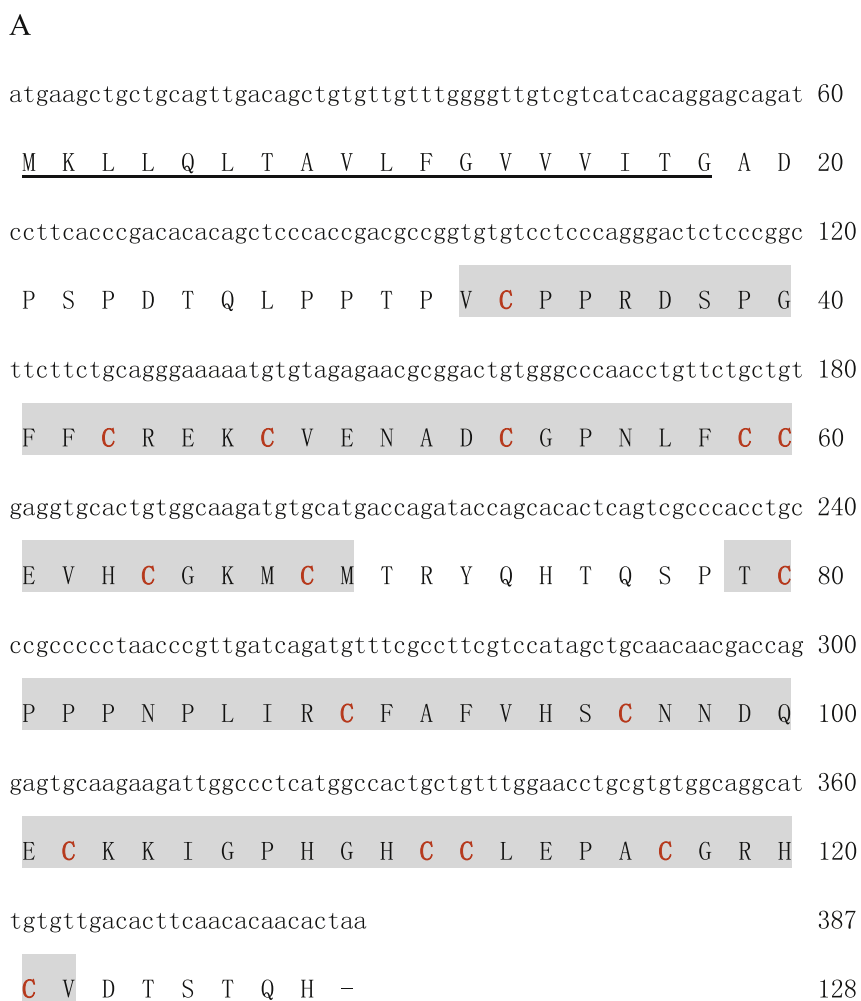 A
atgaagctgctgcagttgacagctgtgttgtttggggttgtcgtcatcacaggagcagat 60
M K L L Q L T A V L F G V V V I T G A D 20
ccttcacccgacacacagctcccaccgacgccggtgtgtcctcccagggactctcccggc 120
P S P D T Q L P P T P V C P P R D S P G 40
ttcttctgcagggaaaaatgtgtagagaacgcggactgtgggcccaacctgttctgctgt 180
F F C R E K C V E N A D C G P N L F C C 60
gaggtgcactgtggcaagatgtgcatgaccagataccagcacactcagtcgcccacctgc 240
E V H C G K M C M T R Y Q H T Q S P T C 80
ccgccccctaacccgttgatcagatgtttcgccttcgtccatagctgcaacaacgaccag 300
P P P N P L I R C F A F V H S C N N D Q 100
gagtgcaagaagattggccctcatggccactgctgtttggaacctgcgtgtggcaggcat 360
E C K K I G P H G H C C L E P A C G R H 120
tgtgttgacacttcaacacaacactaa 387
C V D T S T Q H - 128